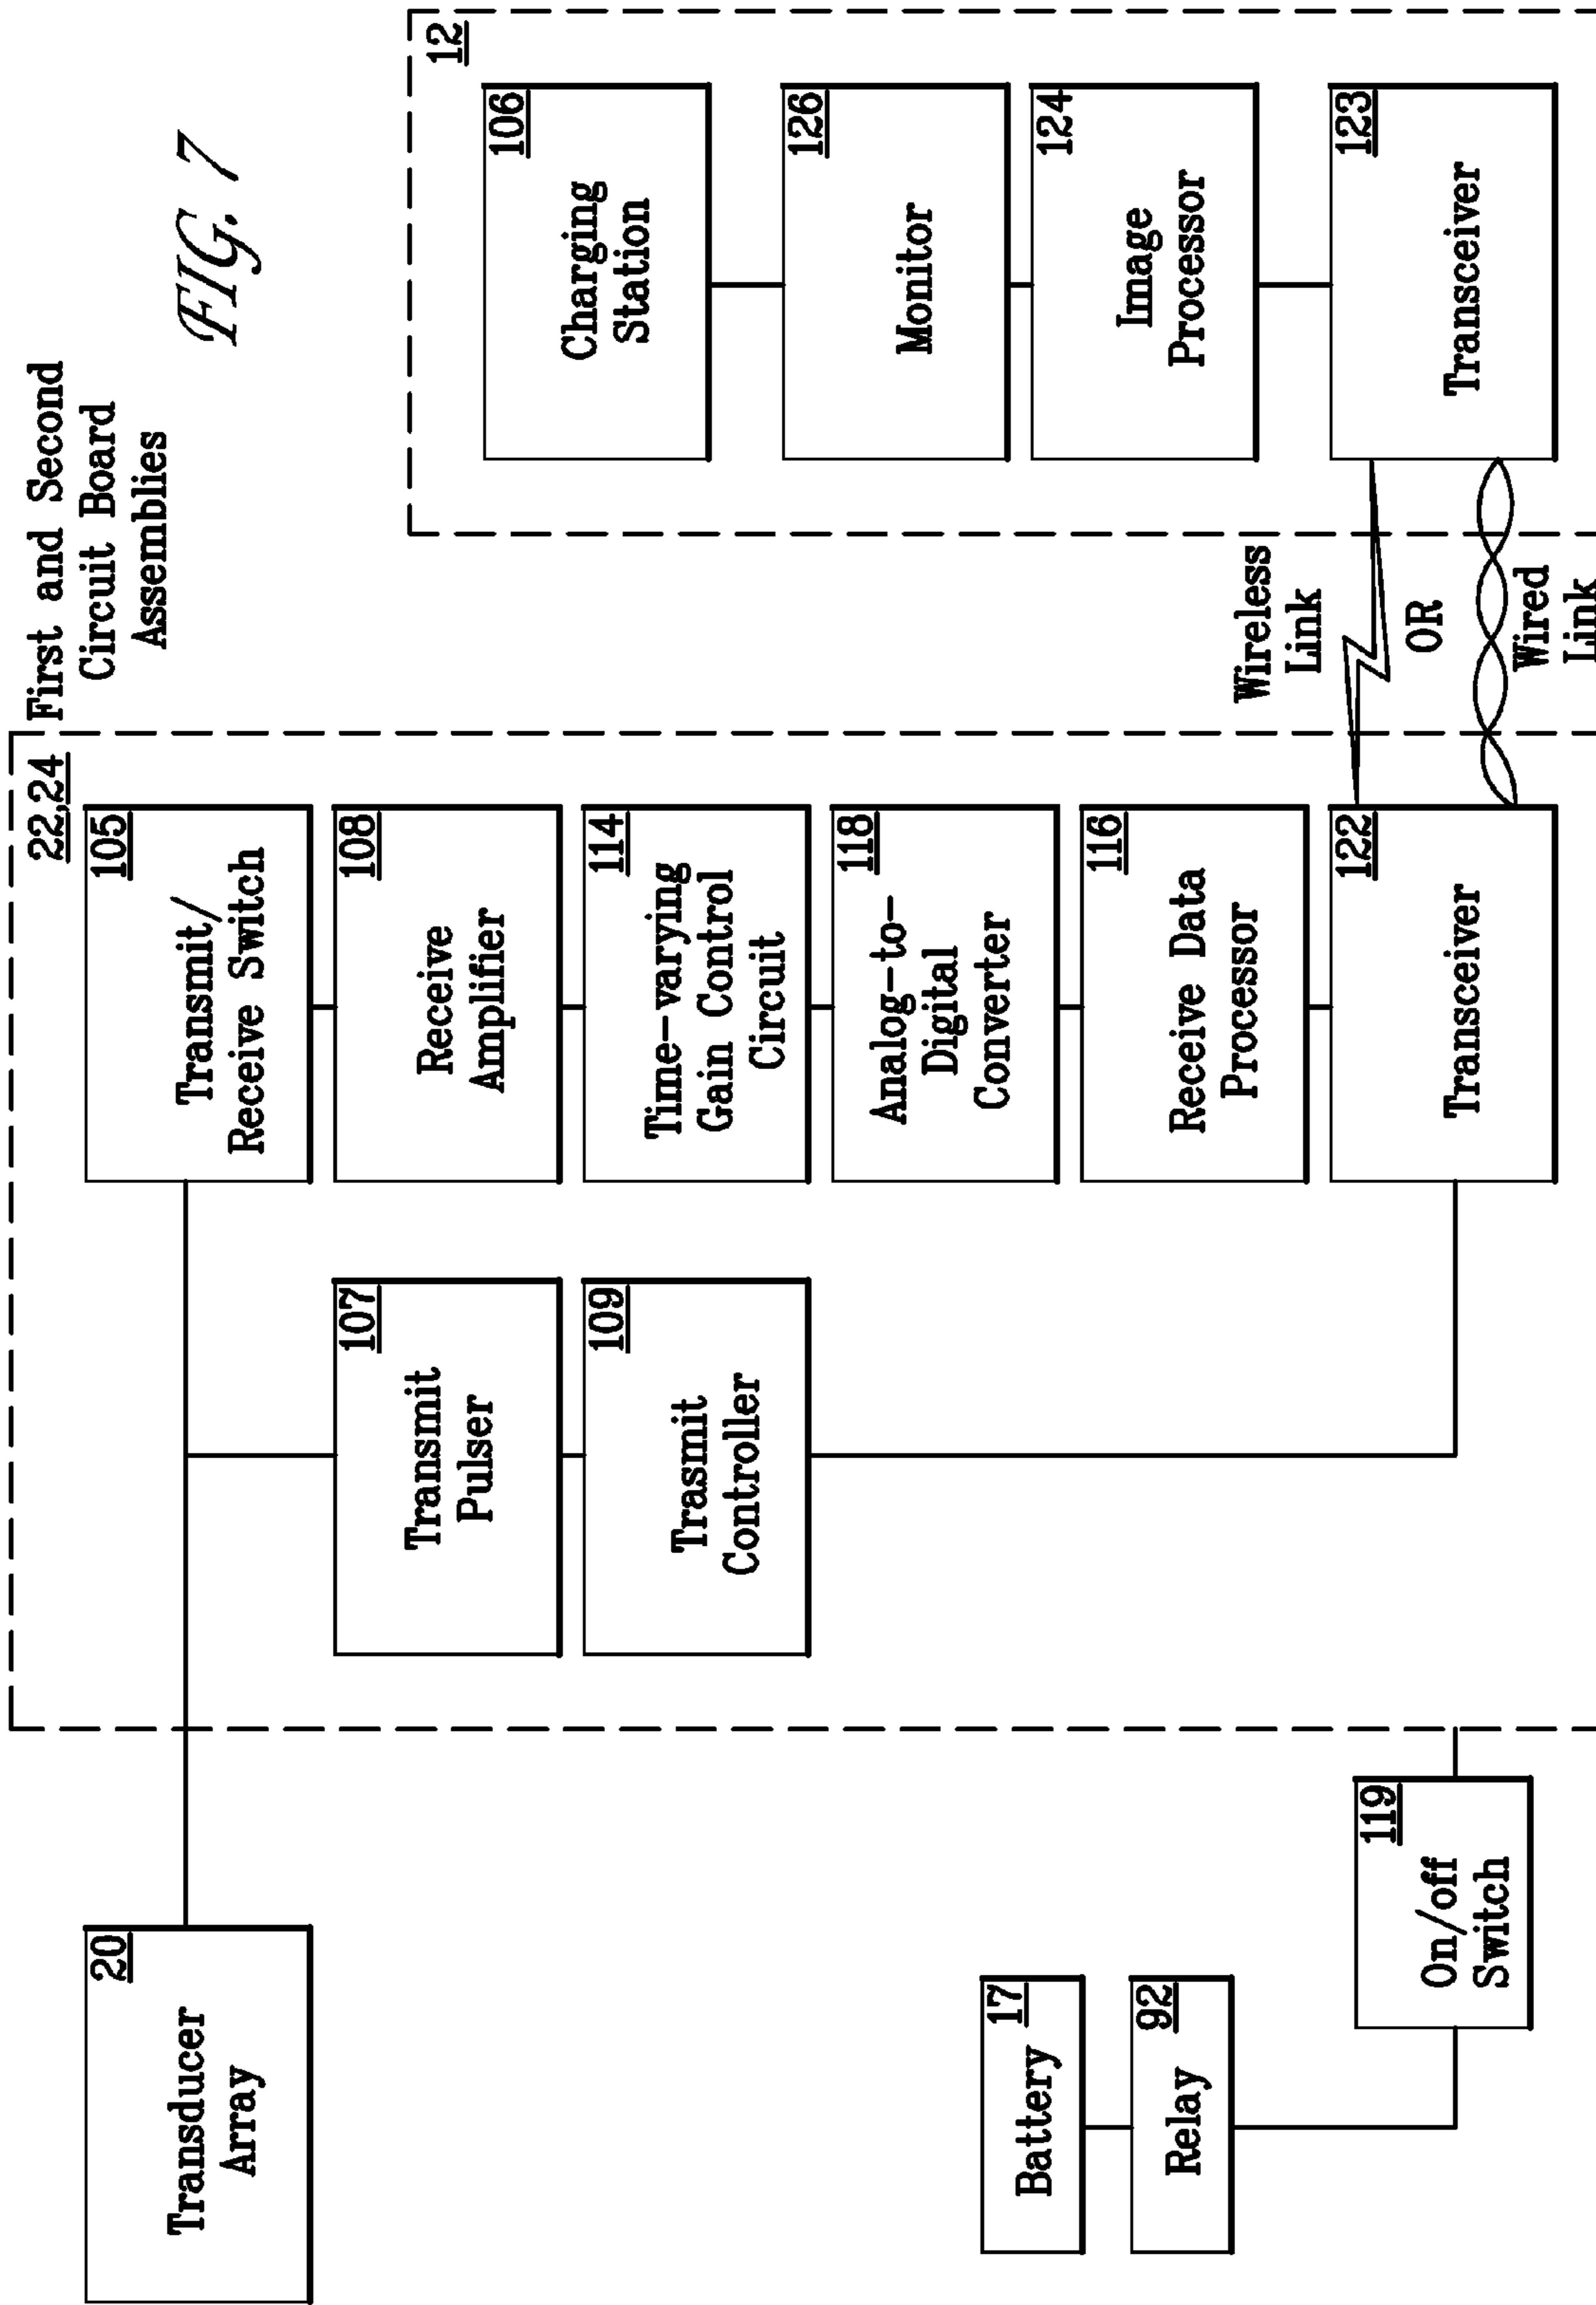 First and Second
Circuit Board
Assemblies
FIG. 7
20
Transducer
Array
22,24
105
Transmit/
Receive Switch
107
Transmit
Pulser
108
Receive
Amplifier
109
Trasmit
Controller
114
Time-varying
Gain Control
Circuit
118
Analog-to-
Digital
Converter
116
Receive Data
Processor
122
Transceiver
17
Battery
92
Relay
119
On/off
Switch
Wireless
Link
OR
Wired
Link
12
106
Charging
Station
126
Monitor
124
Image
Processor
123
Transceiver